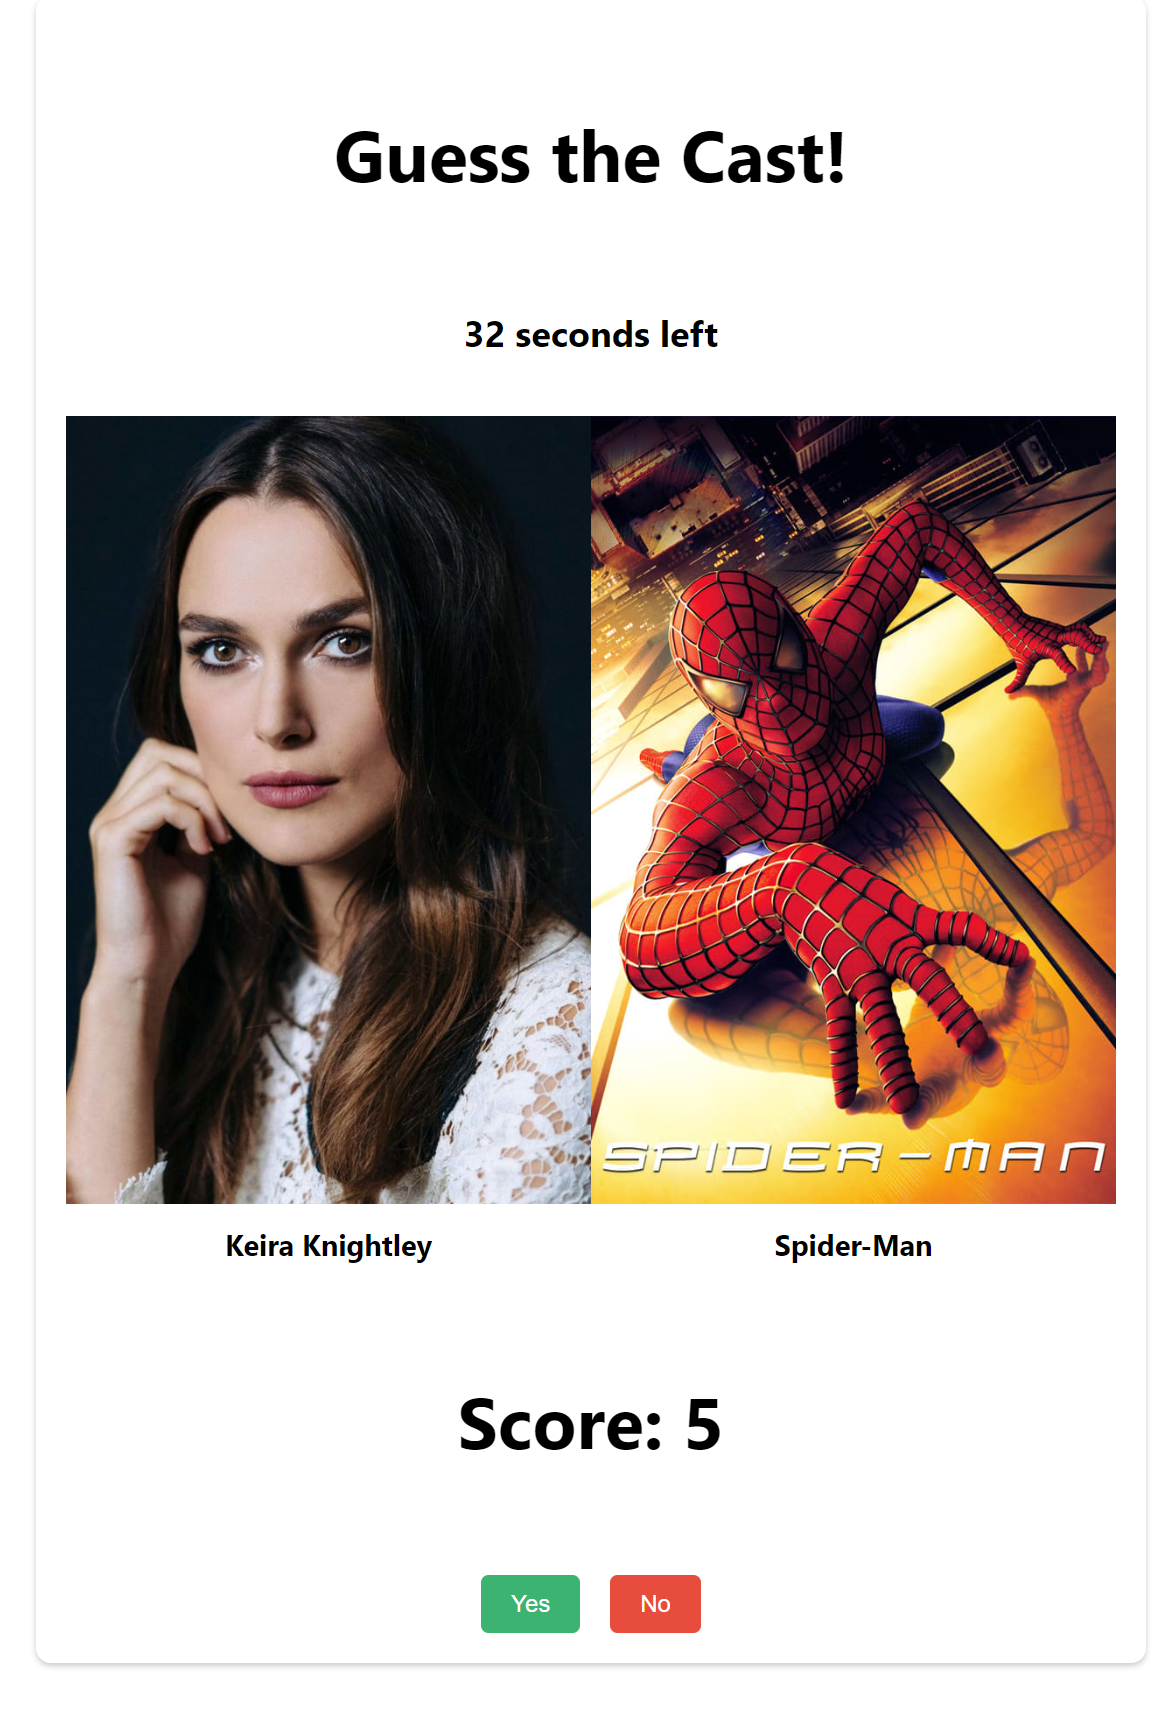 Guess the Cast!
32 seconds left
SPIDER-MAN
Keira Knightley
Spider-Man
Score: 5
Yes
No